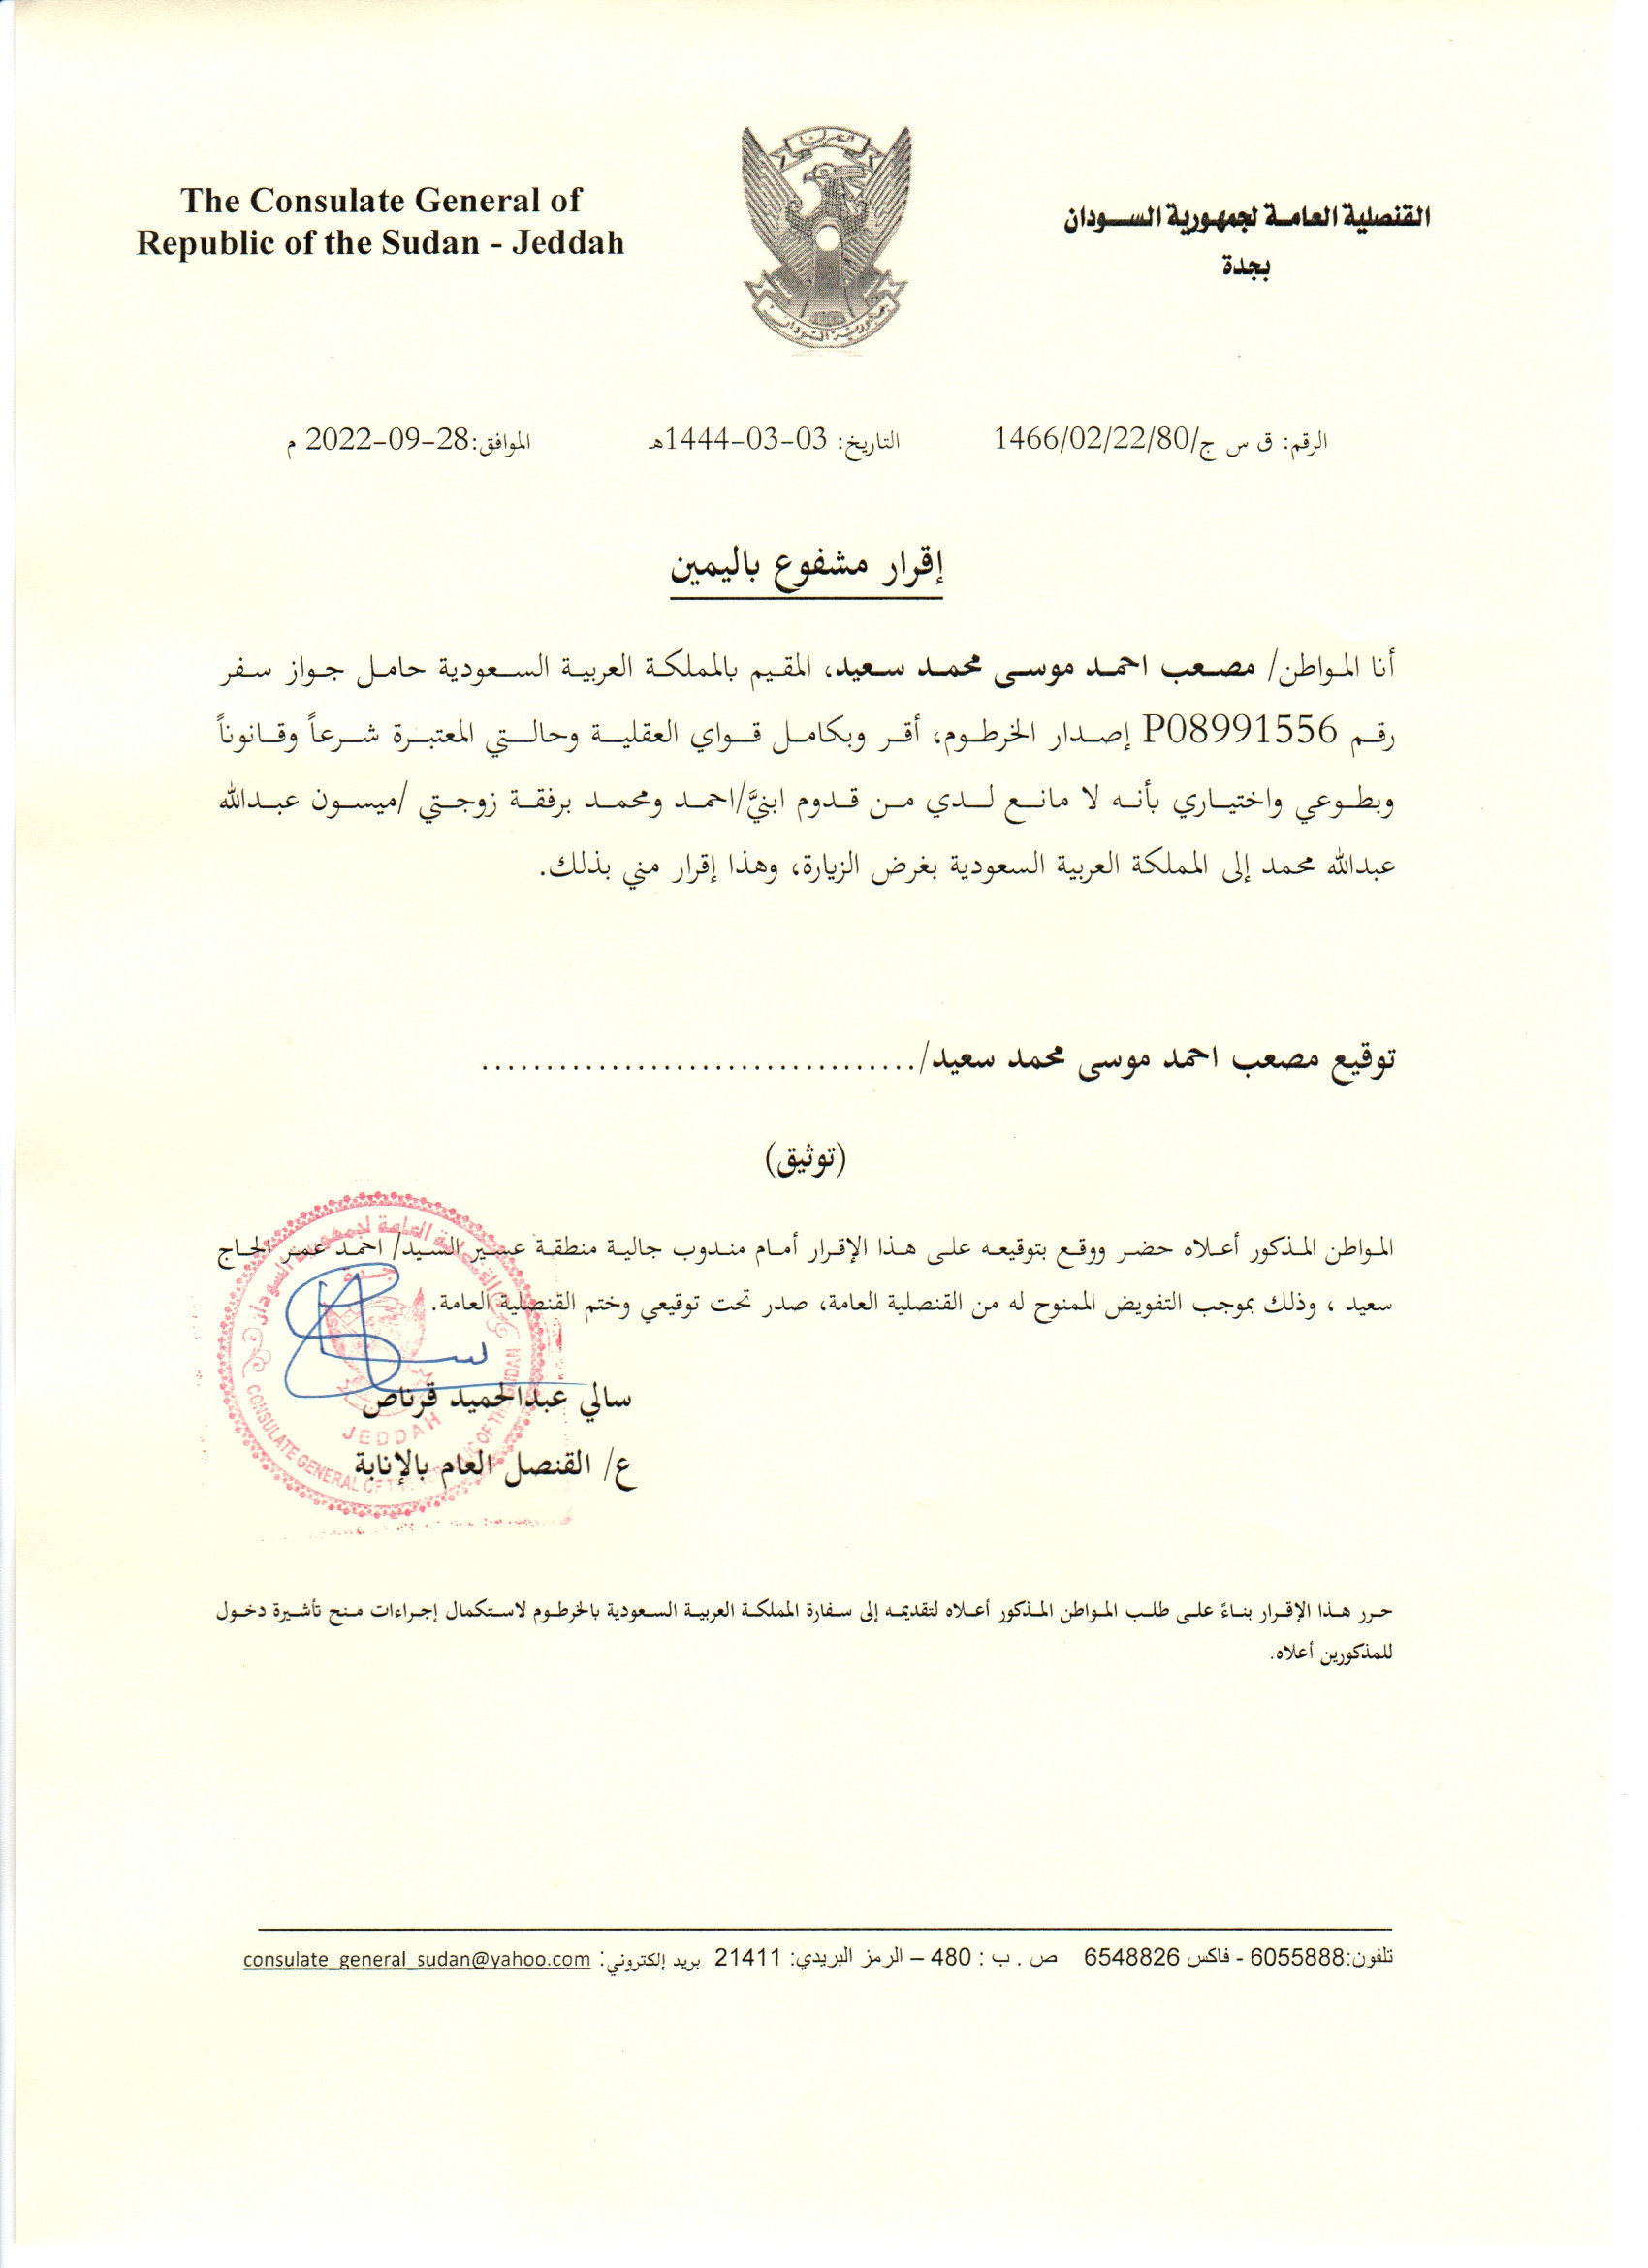 The Consulate General of
Republic of the Sudan - Jeddah
القنصلية العامة لجمهورية السودان
بجدة
الرقم: ق س ج/1466/02/22/80 التاريخ: 03-03-1444هـ الموافق:28-09-2022 م
إقرار مشفوع باليمين
أنا المواطن/ مصعب احمد موسى محمد سعيد، المقيم بالمملكة العربية السعودية حامل جواز سفر
رقم P08991556 إصدار الخرطوم، أقر وبكامل قواي العقلية وحالتي المعتبرة شرعاً وقانوناً
وبطوعي واختياري بأنه لا مانع لدي من قدوم ابنيَّ/احمد ومحمد برفقة زوجتي /ميسون عبدالله
عبدالله محمد إلى المملكة العربية السعودية بغرض الزيارة، وهذا إقرار مني بذلك.
توقيع مصعب احمد موسى محمد سعيد/..................................
(توثيق)
المواطن المذكور أعلاه حضر ووقع بتوقيعه على هذا الإقرار أمام مندوب جالية منطقة عسير السيد/ احمد عمر الحاج
سعيد ، وذلك بموجب التفويض الممنوح له من القنصلية العامة، صدر تحت توقيعي وختم القنصلية العامة.
سالي عبدالحميد قرناص
ع/ القنصل العام بالإنابة
JEDDAH
CONSULATE GENERAL OF THE REPUBLIC OF THE SUDAN
حرر هذا الإقرار بناءً على طلب المواطن المذكور أعلاه لتقديمه إلى سفارة المملكة العربية السعودية بالخرطوم لاستكمال إجراءات منح تأشيرة دخول
للمذكورين أعلاه.
تلفون:6055888 - فاكس 6548826 ص . ب : 480 – الرمز البريدي: 21411 بريد إلكتروني: consulate_general_sudan@yahoo.com